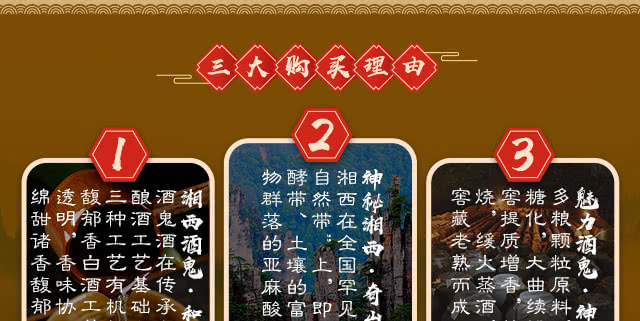 三大购买理由
1
湘西酒鬼·和
酒鬼酒在传承
酿酒工艺基础
三种工艺有机
馥郁香白酒工
透明，香味协
绵甜诸香馥郁
2
神秘湘西·奇
湘西在全国罕见
自然带上，即
酵带、土壤的富
物群落的亚麻酸
3
魅力酒鬼·神
多粮颗粒原料
糖化，大曲续
窖提质增香，
烧，缓火蒸酒
窖藏老熟而成